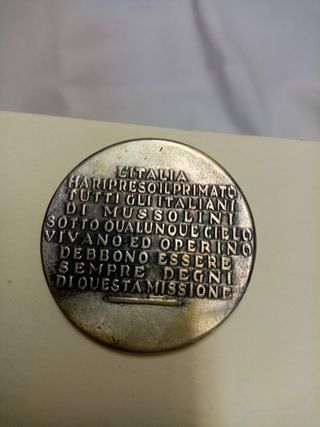 L'ITALIA
HA RIPRESO IL PRIMATO
TUTTI GLI ITALIANI
DI MUSSOLINI
SOTTO QUALUNQUE CIELO
VIVANO ED OPERINO
DEBBONO ESSERE
SEMPRE DEGNI
DI QUESTA MISSIONE